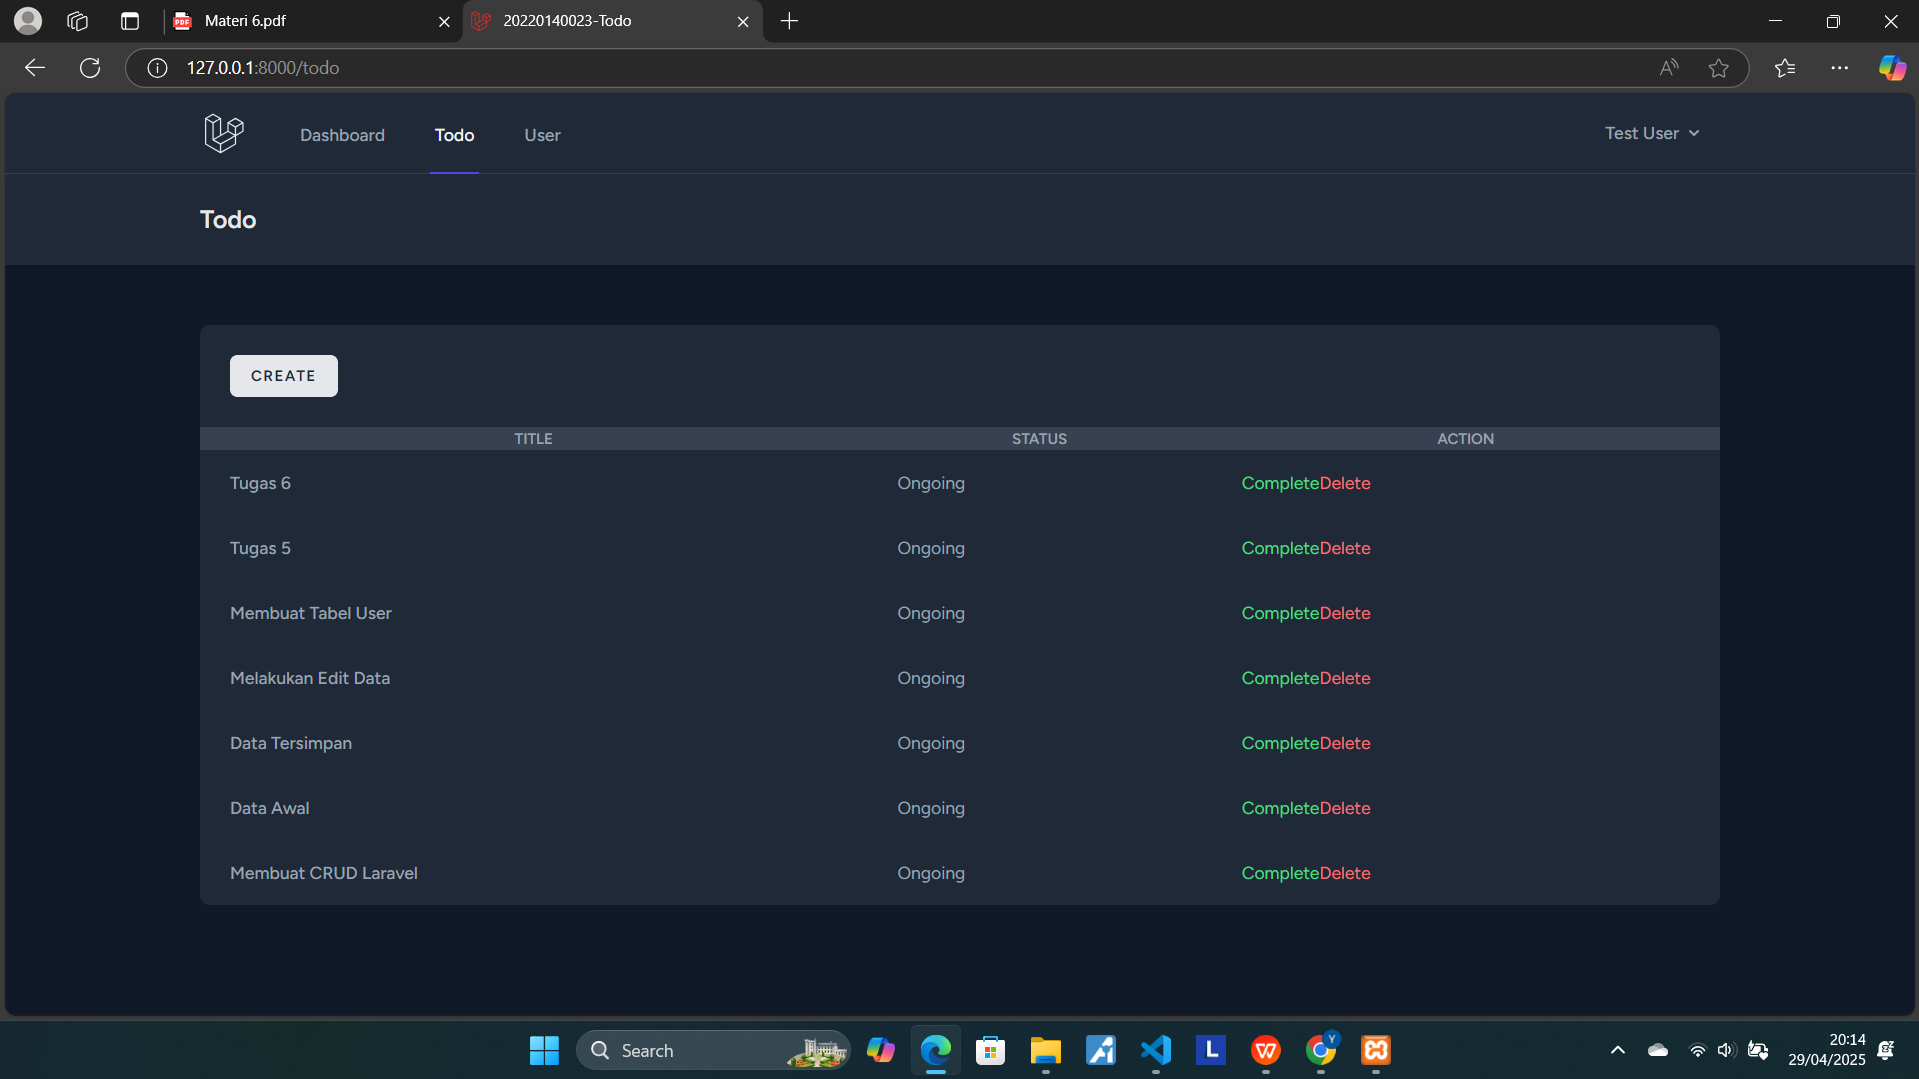 Materi 6.pdf
20220140023-Todo
127.0.0.1:8000/todo
Dashboard
Todo
User
Test User
Todo
CREATE
TITLE STATUS ACTION
Tugas 6 Ongoing CompleteDelete
Tugas 5 Ongoing CompleteDelete
Membuat Tabel User Ongoing CompleteDelete
Melakukan Edit Data Ongoing CompleteDelete
Data Tersimpan Ongoing CompleteDelete
Data Awal Ongoing CompleteDelete
Membuat CRUD Laravel Ongoing CompleteDelete
Search
20:14
29/04/2025